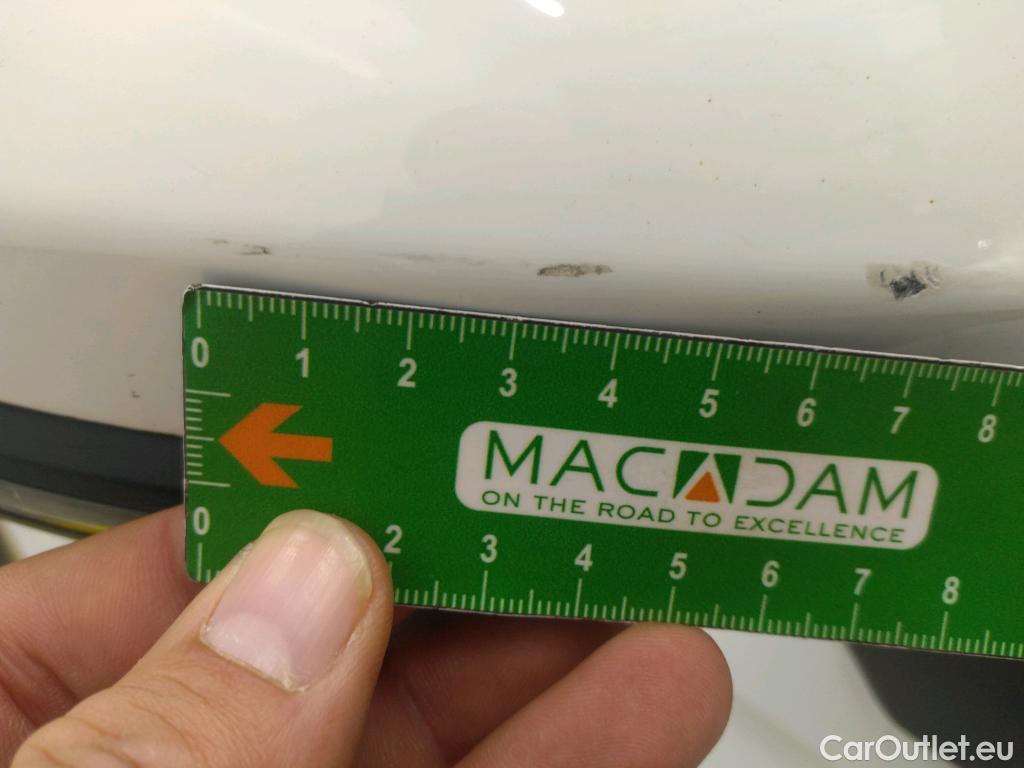 0 1 2 3 4 5 6 7 8
MACADAM
ON THE ROAD TO EXCELLENCE
0 2 3 4 5 6 7 8
CarOutlet.eu